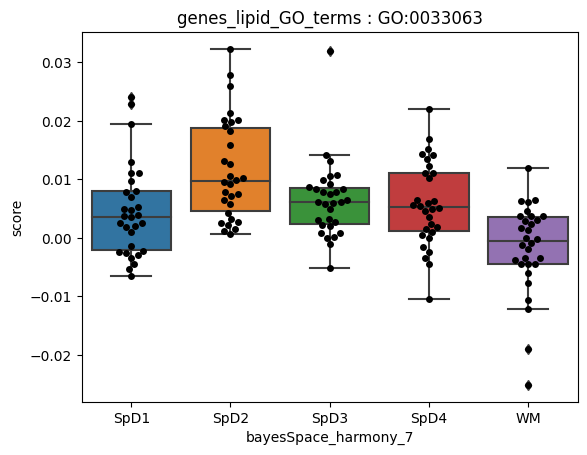 genes_lipid_GO_terms : GO:0033063
score
0.03
0.02
0.01
0.00
−0.01
−0.02
SpD1 SpD2 SpD3 SpD4 WM
bayesSpace_harmony_7